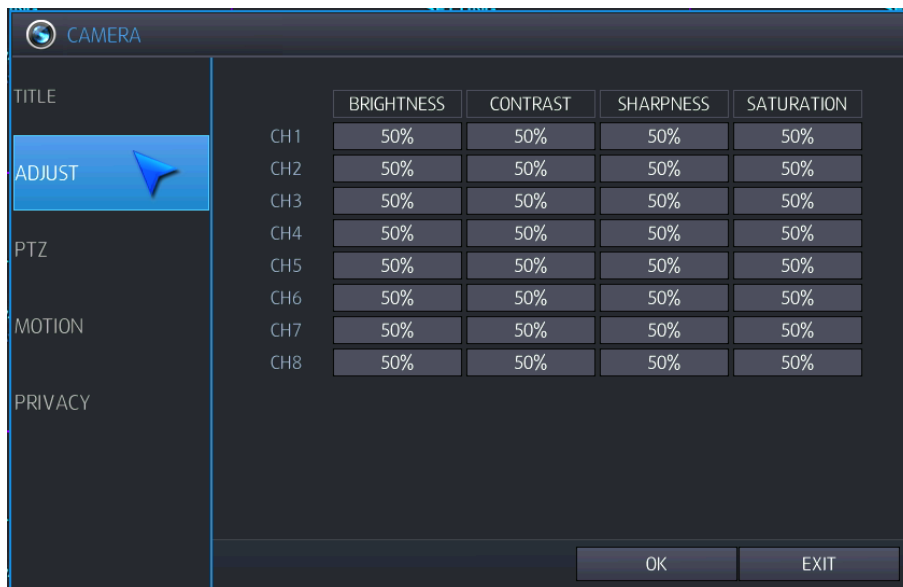 CAMERA
TITLE
ADJUST
PTZ
MOTION
PRIVACY
BRIGHTNESS CONTRAST SHARPNESS SATURATION
CH1 50% 50% 50% 50%
CH2 50% 50% 50% 50%
CH3 50% 50% 50% 50%
CH4 50% 50% 50% 50%
CH5 50% 50% 50% 50%
CH6 50% 50% 50% 50%
CH7 50% 50% 50% 50%
CH8 50% 50% 50% 50%
OK EXIT